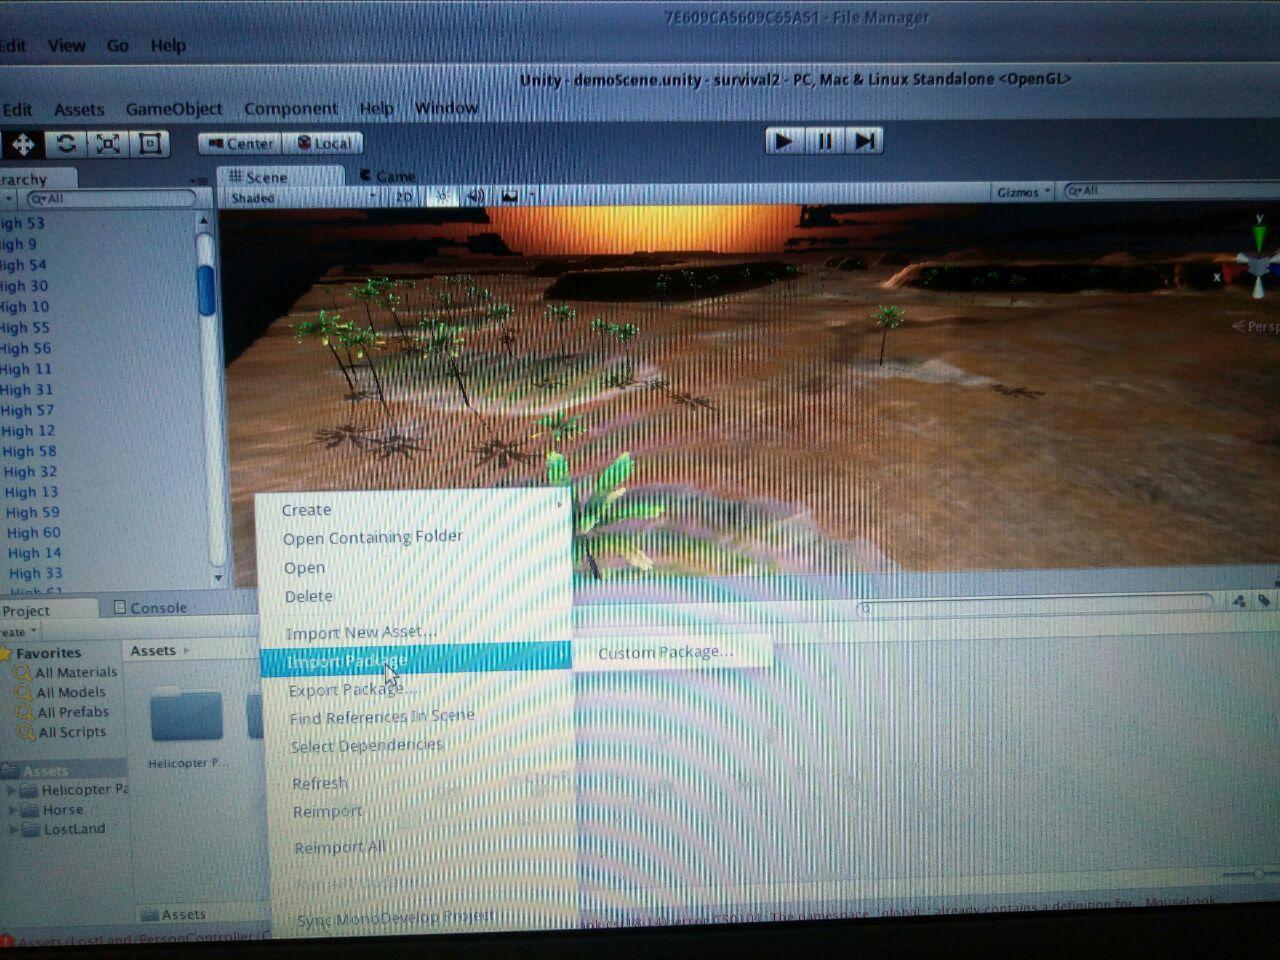 7E609CA5609C65A51 - File Manager
Edit View Go Help
Unity - demoScene.unity - survival2 - PC, Mac & Linux Standalone <OpenGL>
Edit Assets GameObject Component Help Window
Center Local
rarchy
Scene
Game
All
Shaded
2D
Gizmos
All
igh 53
igh 9
igh 54
High 30
High 10
High 55
High 56
High 11
High 31
High 57
High 12
High 58
High 32
High 13
High 59
High 60
High 14
High 33
High 61
y
x
Persp
Create
Open Containing Folder
Open
Delete
Import New Asset...
Import Package
Custom Package...
Export Package...
Find References In Scene
Select Dependencies
Refresh
Reimport
Reimport All
Sync MonoDevelop Project
Project
Console
eate
Favorites
All Materials
All Models
All Prefabs
All Scripts
Assets
Helicopter Pa
Horse
LostLand
Assets
Helicopter P...
Assets
Assets/LostLand/PersonController/
error CS0101: The namespace `global::' already contains a definition for `MouseLook'